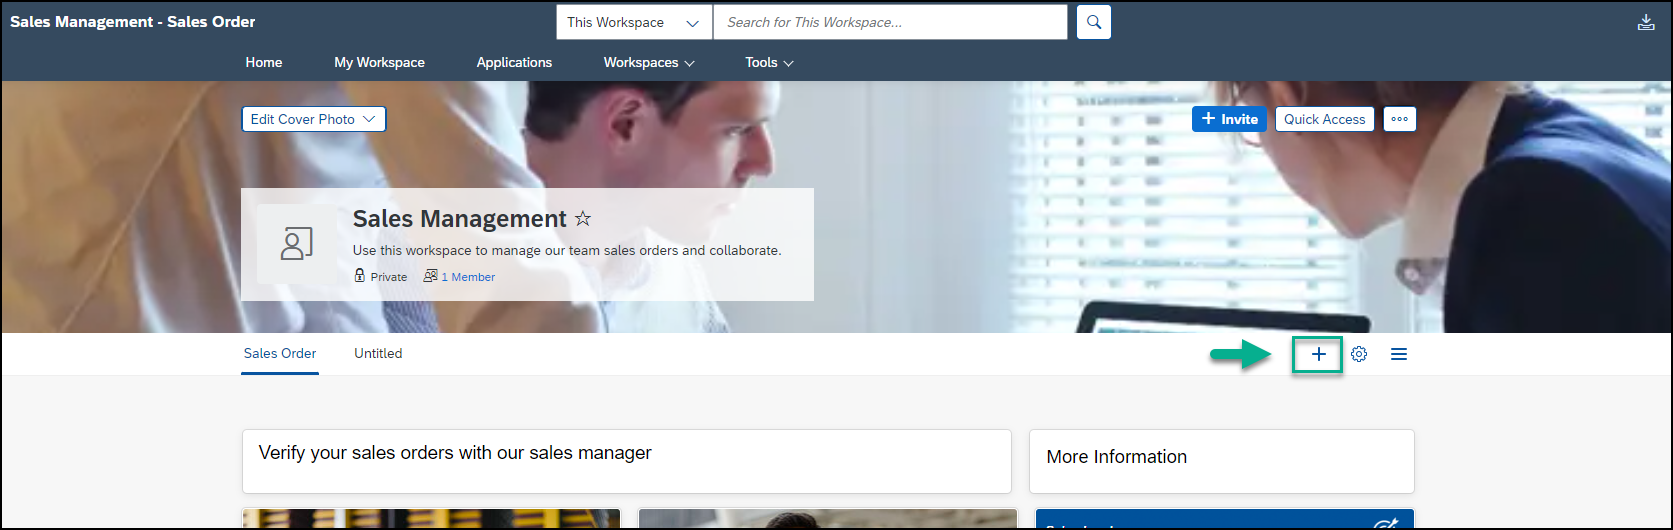 Sales Management - Sales Order
This Workspace
Search for This Workspace...
Home
My Workspace
Applications
Workspaces
Tools
Edit Cover Photo
Invite
Quick Access
Sales Management
Use this workspace to manage our team sales orders and collaborate.
Private
1 Member
Sales Order
Untitled
Verify your sales orders with our sales manager
More Information